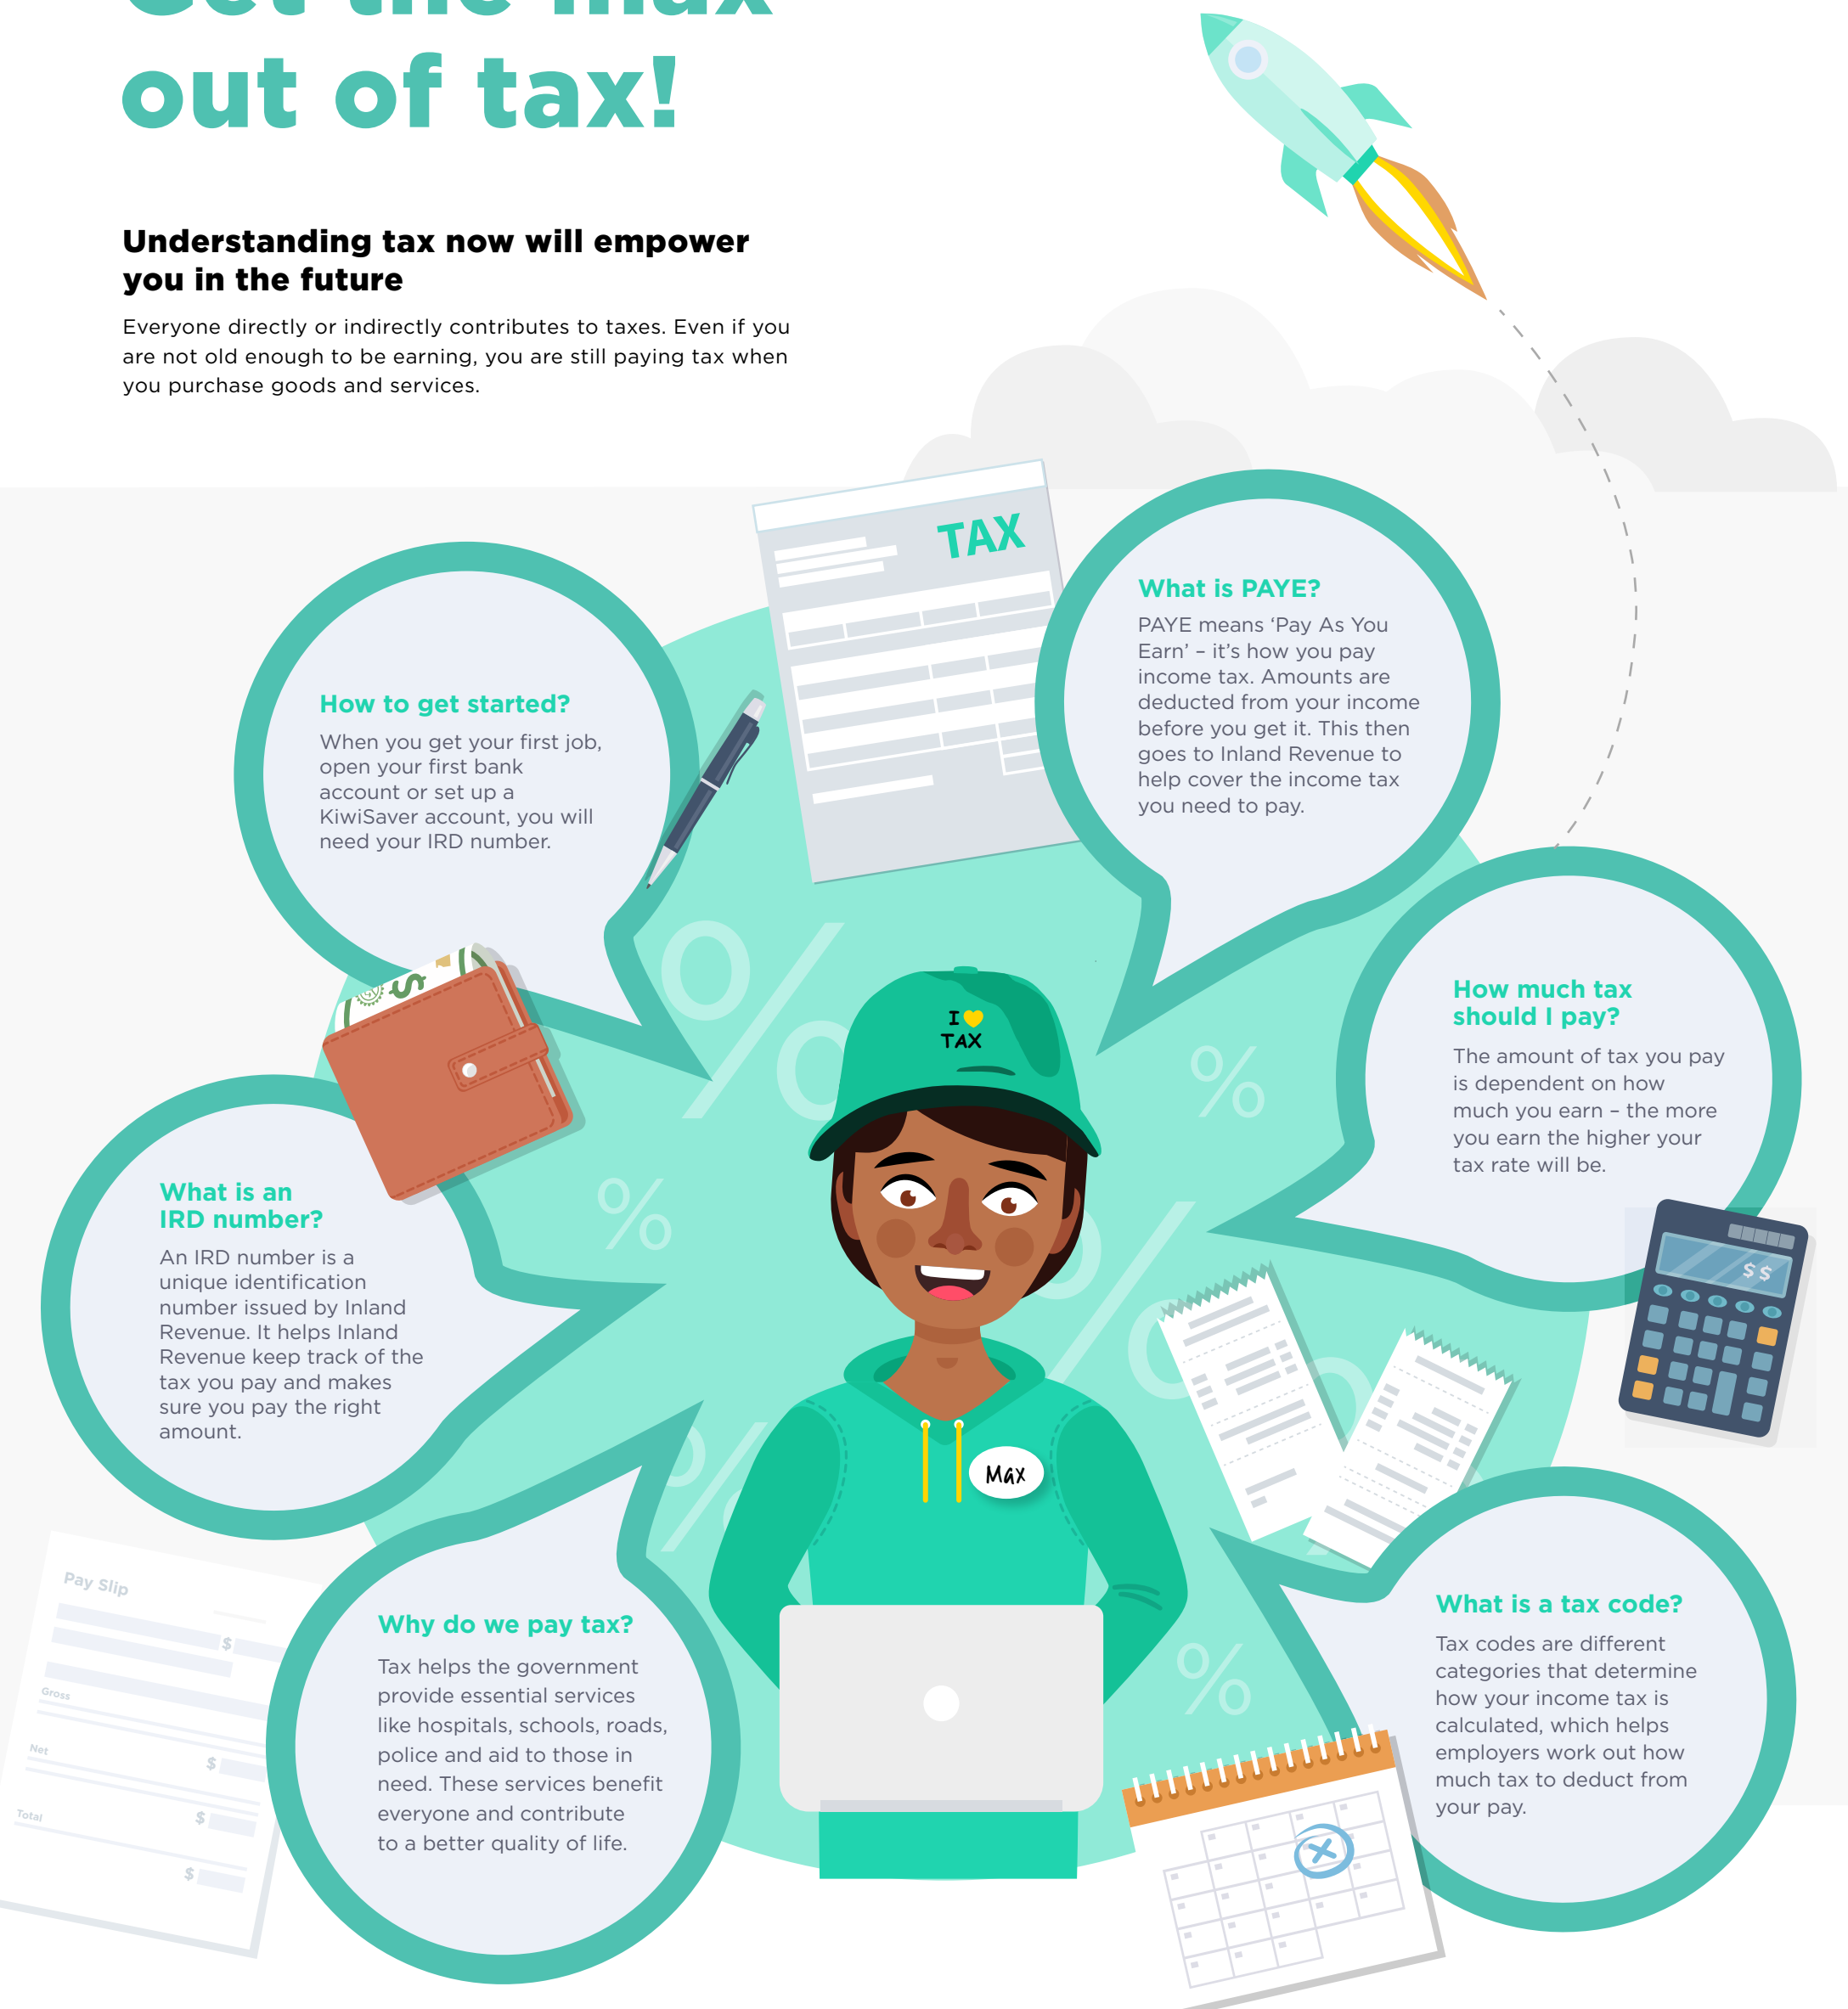 Get the max
out of tax!
Understanding tax now will empower
you in the future
Everyone directly or indirectly contributes to taxes. Even if you
are not old enough to be earning, you are still paying tax when
you purchase goods and services.
TAX
What is PAYE?
PAYE means ‘Pay As You
Earn’ – it’s how you pay
income tax. Amounts are
deducted from your income
before you get it. This then
goes to Inland Revenue to
help cover the income tax
you need to pay.
How to get started?
When you get your first job,
open your first bank
account or set up a
KiwiSaver account, you will
need your IRD number.
%
$
How much tax
should I pay?
The amount of tax you pay
is dependent on how
much you earn – the more
you earn the higher your
tax rate will be.
I
TAX
%
%
What is an
IRD number?
An IRD number is a
unique identification
number issued by Inland
Revenue. It helps Inland
Revenue keep track of the
tax you pay and makes
sure you pay the right
amount.
%
$$
%
%
Max
Pay Slip
$
Gross
$
Net
$
Total
$
Why do we pay tax?
Tax helps the government
provide essential services
like hospitals, schools, roads,
police and aid to those in
need. These services benefit
everyone and contribute
to a better quality of life.
%
What is a tax code?
Tax codes are different
categories that determine
how your income tax is
calculated, which helps
employers work out how
much tax to deduct from
your pay.